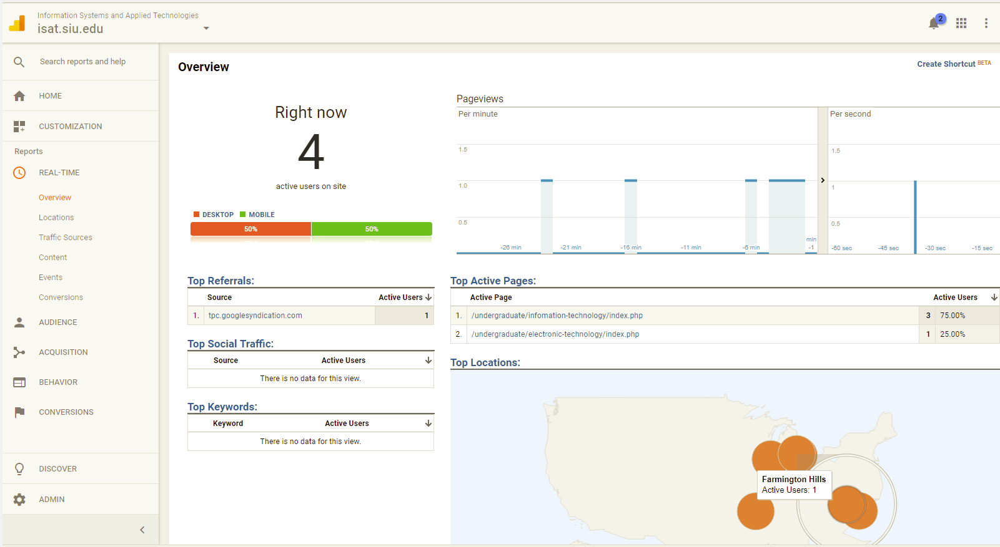 Information Systems and Applied Technologies
isat.siu.edu
2
Search reports and help
HOME
CUSTOMIZATION
Reports
REAL-TIME
Overview
Locations
Traffic Sources
Content
Events
Conversions
AUDIENCE
ACQUISITION
BEHAVIOR
CONVERSIONS
DISCOVER
ADMIN
Overview
Create Shortcut BETA
Right now
4
active users on site
DESKTOP MOBILE
50% 50%
Pageviews
Per minute
1.5
1.0
0.5
-26 min -21 min -16 min -11 min -6 min min -1
Per second
1.5
1
0.5
-60 sec -45 sec -30 sec -15 sec
Top Referrals:
Source Active Users
1. tpc.googlesyndication.com 1
Top Social Traffic:
Source Active Users
There is no data for this view.
Top Keywords:
Keyword Active Users
There is no data for this view.
Top Active Pages:
Active Page Active Users
1. /undergraduate/infomation-technology/index.php 3 75.00%
2. /undergraduate/electronic-technology/index.php 1 25.00%
Top Locations:
Farmington Hills
Active Users: 1